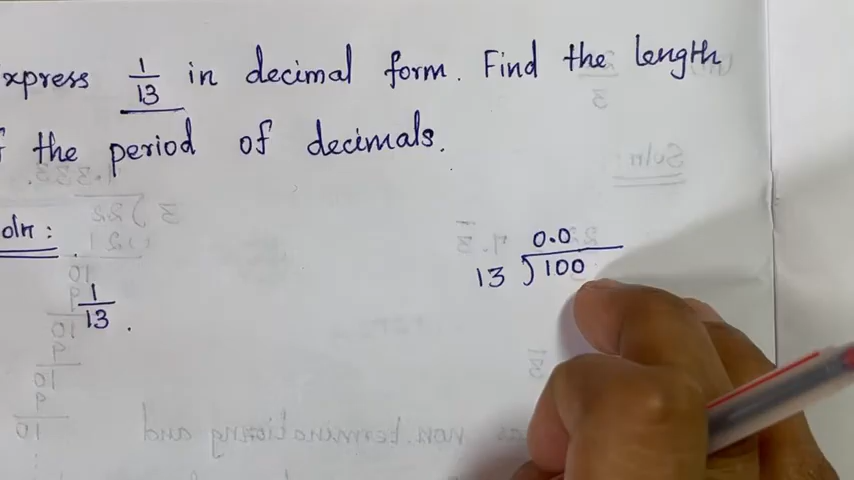 xpress 1/13 in decimal form. Find the length
f the period of decimals.
oln:
1/13.
0.0
13)100